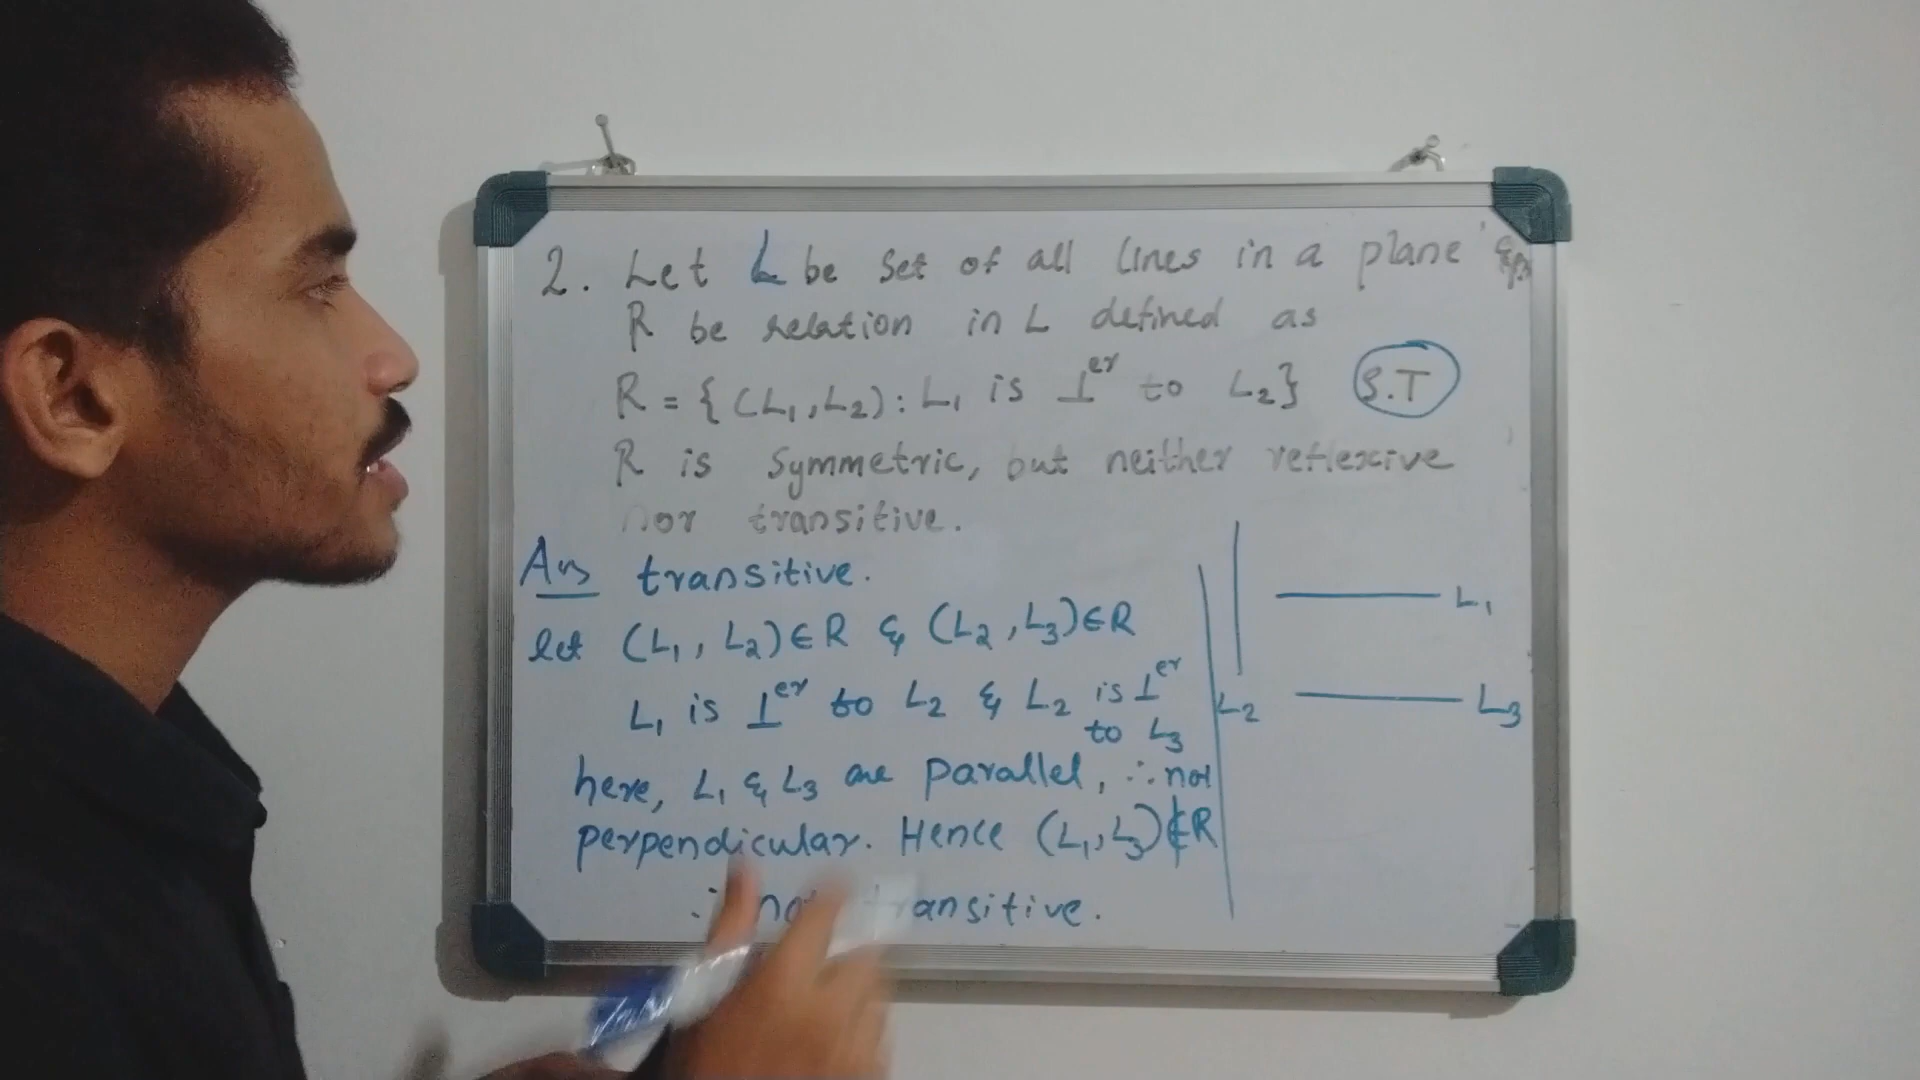 2. Let L be set of all lines in a plane &
R be relation in L defined as
R = { (L₁, L₂) : L₁ is ⊥ᵉʳ to L₂} S.T
R is symmetric, but neither reflexive
nor transitive.
Ans transitive.
let (L₁, L₂) ∈ R & (L₂, L₃) ∈ R
L₁ is ⊥ᵉʳ to L₂ & L₂ is ⊥ᵉʳ
to L₃
here, L₁ & L₃ are parallel, ∴ not
perpendicular. Hence (L₁, L₃) ∉ R
∴ not transitive.
L₁
L₂
L₃